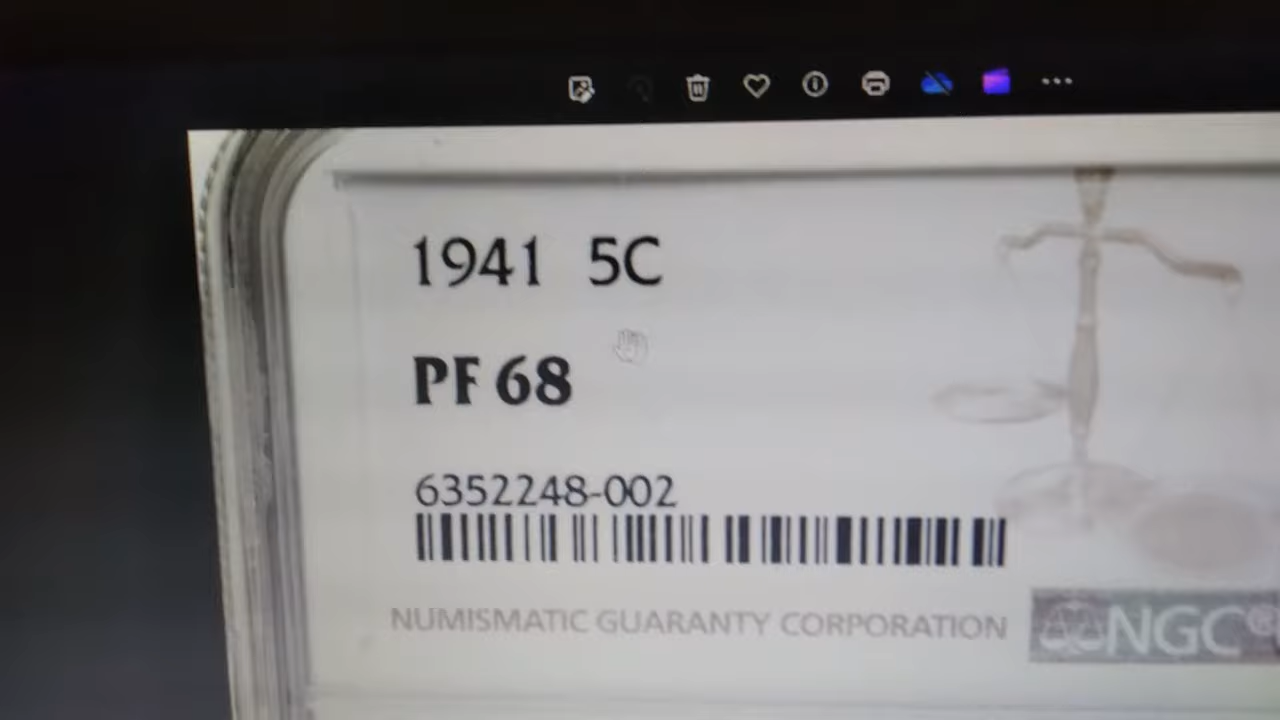 1941 5C
PF 68
6352248-002
NUMISMATIC GUARANTY CORPORATION
NGC®